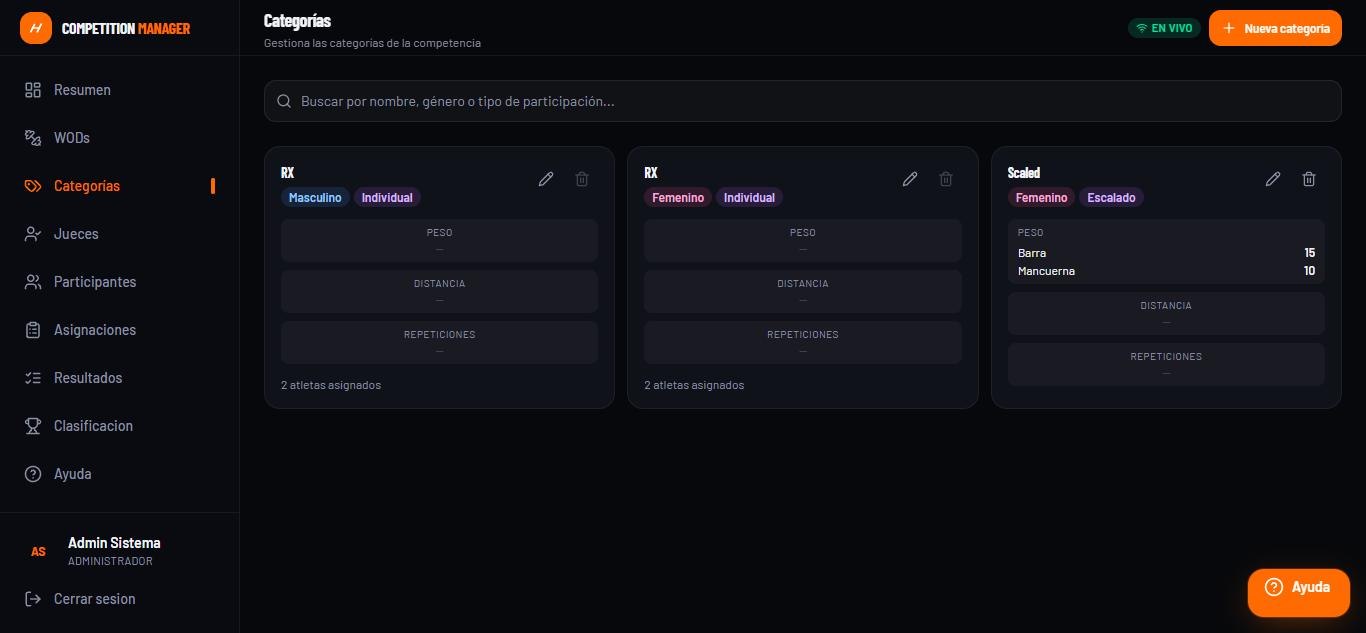 COMPETITION MANAGER
Resumen
WODs
Categorías
Jueces
Participantes
Asignaciones
Resultados
Clasificacion
Ayuda
AS
Admin Sistema
ADMINISTRADOR
Cerrar sesion
Categorías
Gestiona las categorías de la competencia
EN VIVO
+ Nueva categoría
Buscar por nombre, género o tipo de participación...
RX
Masculino Individual
PESO
—
DISTANCIA
—
REPETICIONES
—
2 atletas asignados
RX
Femenino Individual
PESO
—
DISTANCIA
—
REPETICIONES
—
2 atletas asignados
Scaled
Femenino Escalado
PESO
Barra 15
Mancuerna 10
DISTANCIA
—
REPETICIONES
—
Ayuda